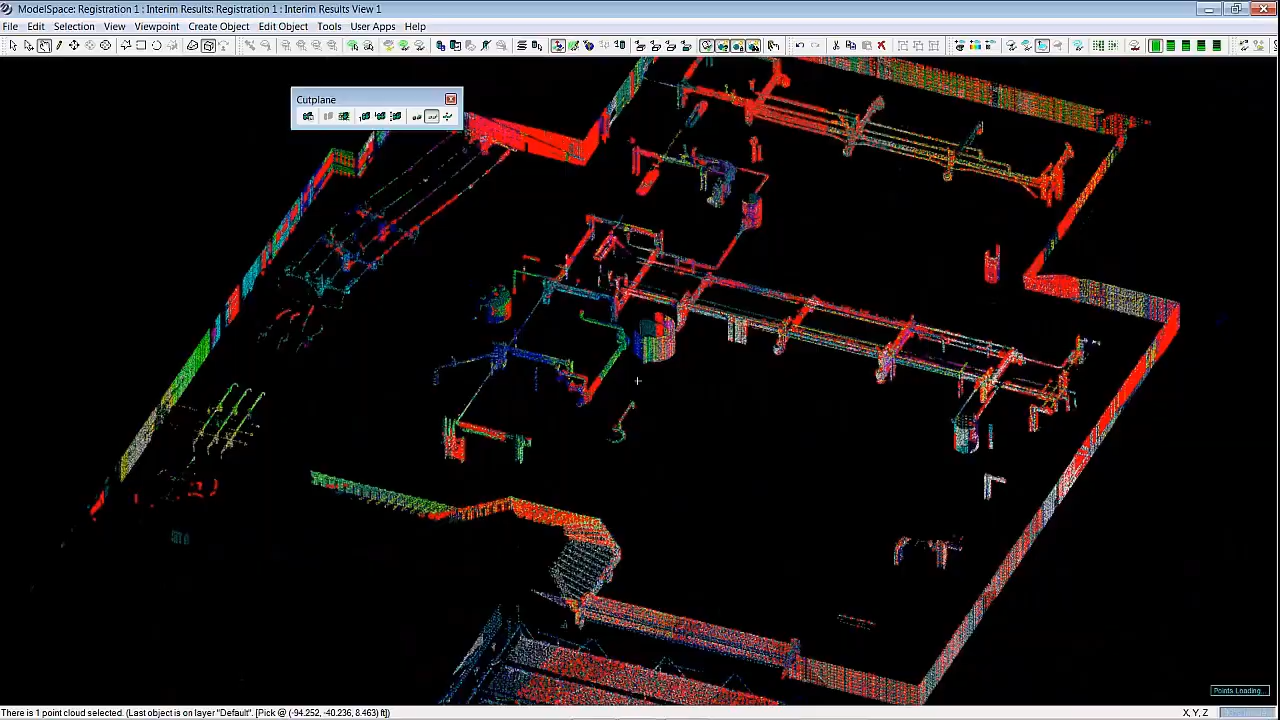 ModelSpace: Registration 1 : Interim Results: Registration 1 : Interim Results View 1
File Edit Selection View Viewpoint Create Object Edit Object Tools User Apps Help
Cutplane
Points Loading...
There is 1 point cloud selected. (Last object is on layer "Default". [Pick @ (-94.252, -40.236, 8.463) ft])
X, Y, Z